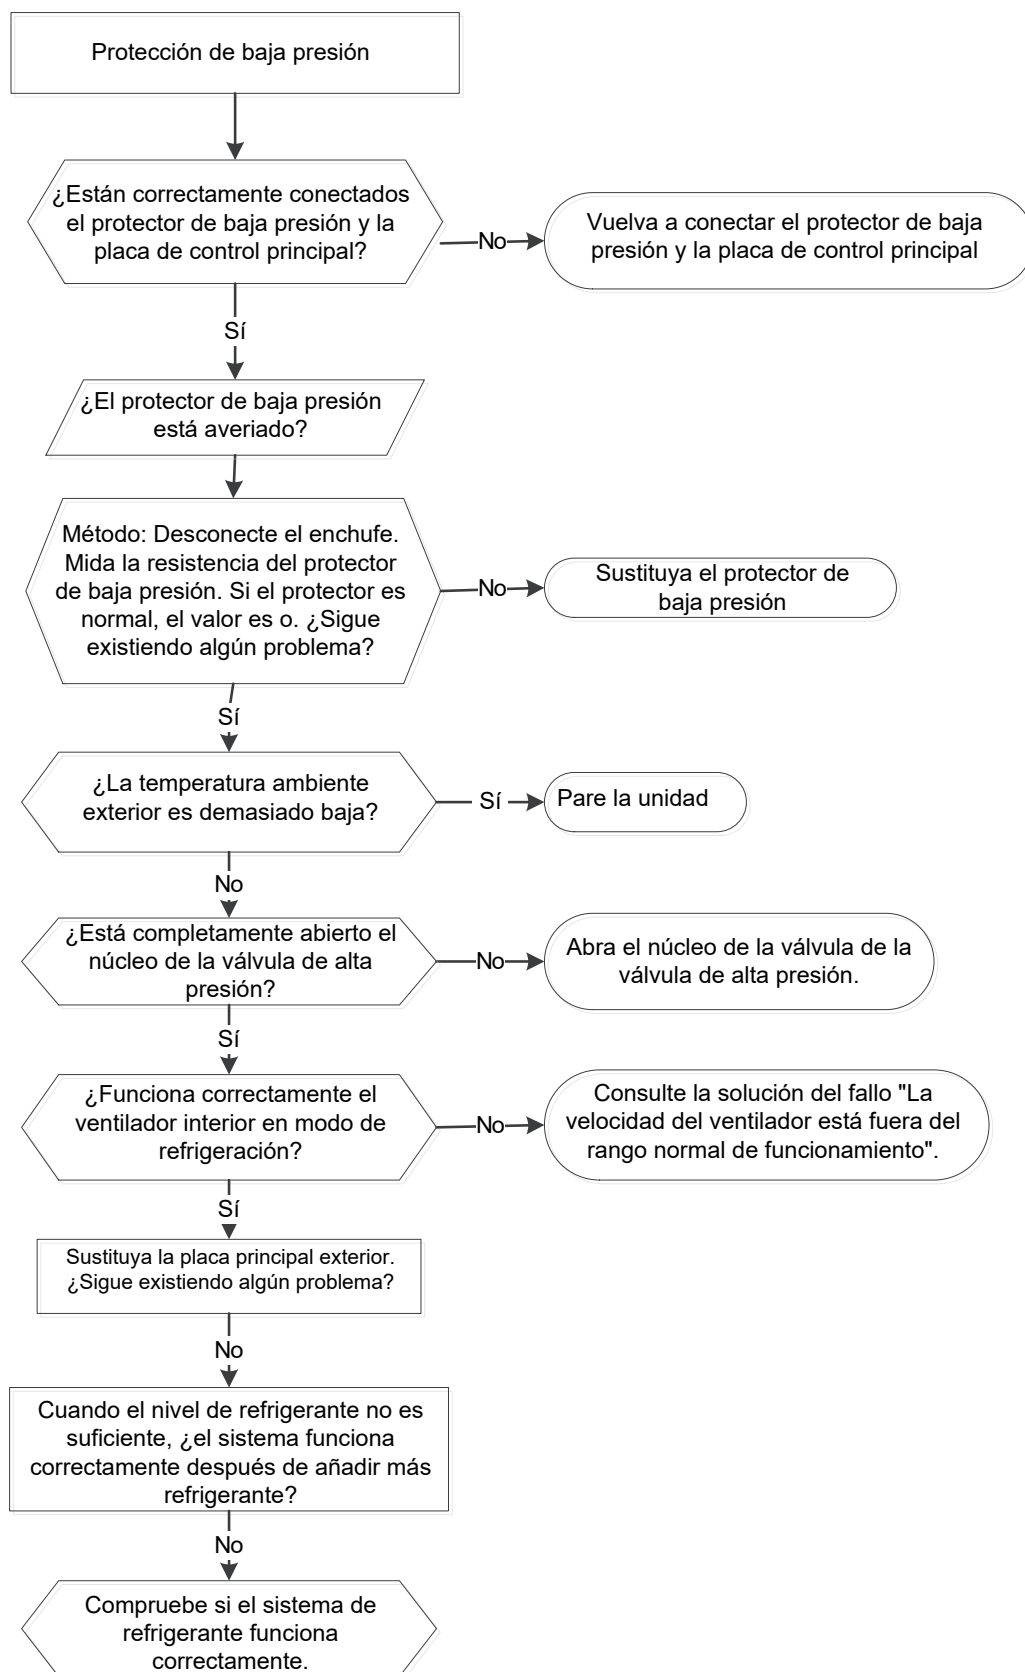 Protección de baja presión
¿Están correctamente conectados
el protector de baja presión y la
placa de control principal?
No
Vuelva a conectar el protector de baja
presión y la placa de control principal
Sí
¿El protector de baja presión
está averiado?
Método: Desconecte el enchufe.
Mida la resistencia del protector
de baja presión. Si el protector es
normal, el valor es o. ¿Sigue
existiendo algún problema?
No
Sustituya el protector de
baja presión
Sí
¿La temperatura ambiente
exterior es demasiado baja?
Sí
Pare la unidad
No
¿Está completamente abierto el
núcleo de la válvula de alta
presión?
No
Abra el núcleo de la válvula de la
válvula de alta presión.
Sí
¿Funciona correctamente el
ventilador interior en modo de
refrigeración?
No
Consulte la solución del fallo "La
velocidad del ventilador está fuera del
rango normal de funcionamiento".
Sí
Sustituya la placa principal exterior.
¿Sigue existiendo algún problema?
No
Cuando el nivel de refrigerante no es
suficiente, ¿el sistema funciona
correctamente después de añadir más
refrigerante?
No
Compruebe si el sistema de
refrigerante funciona
correctamente.